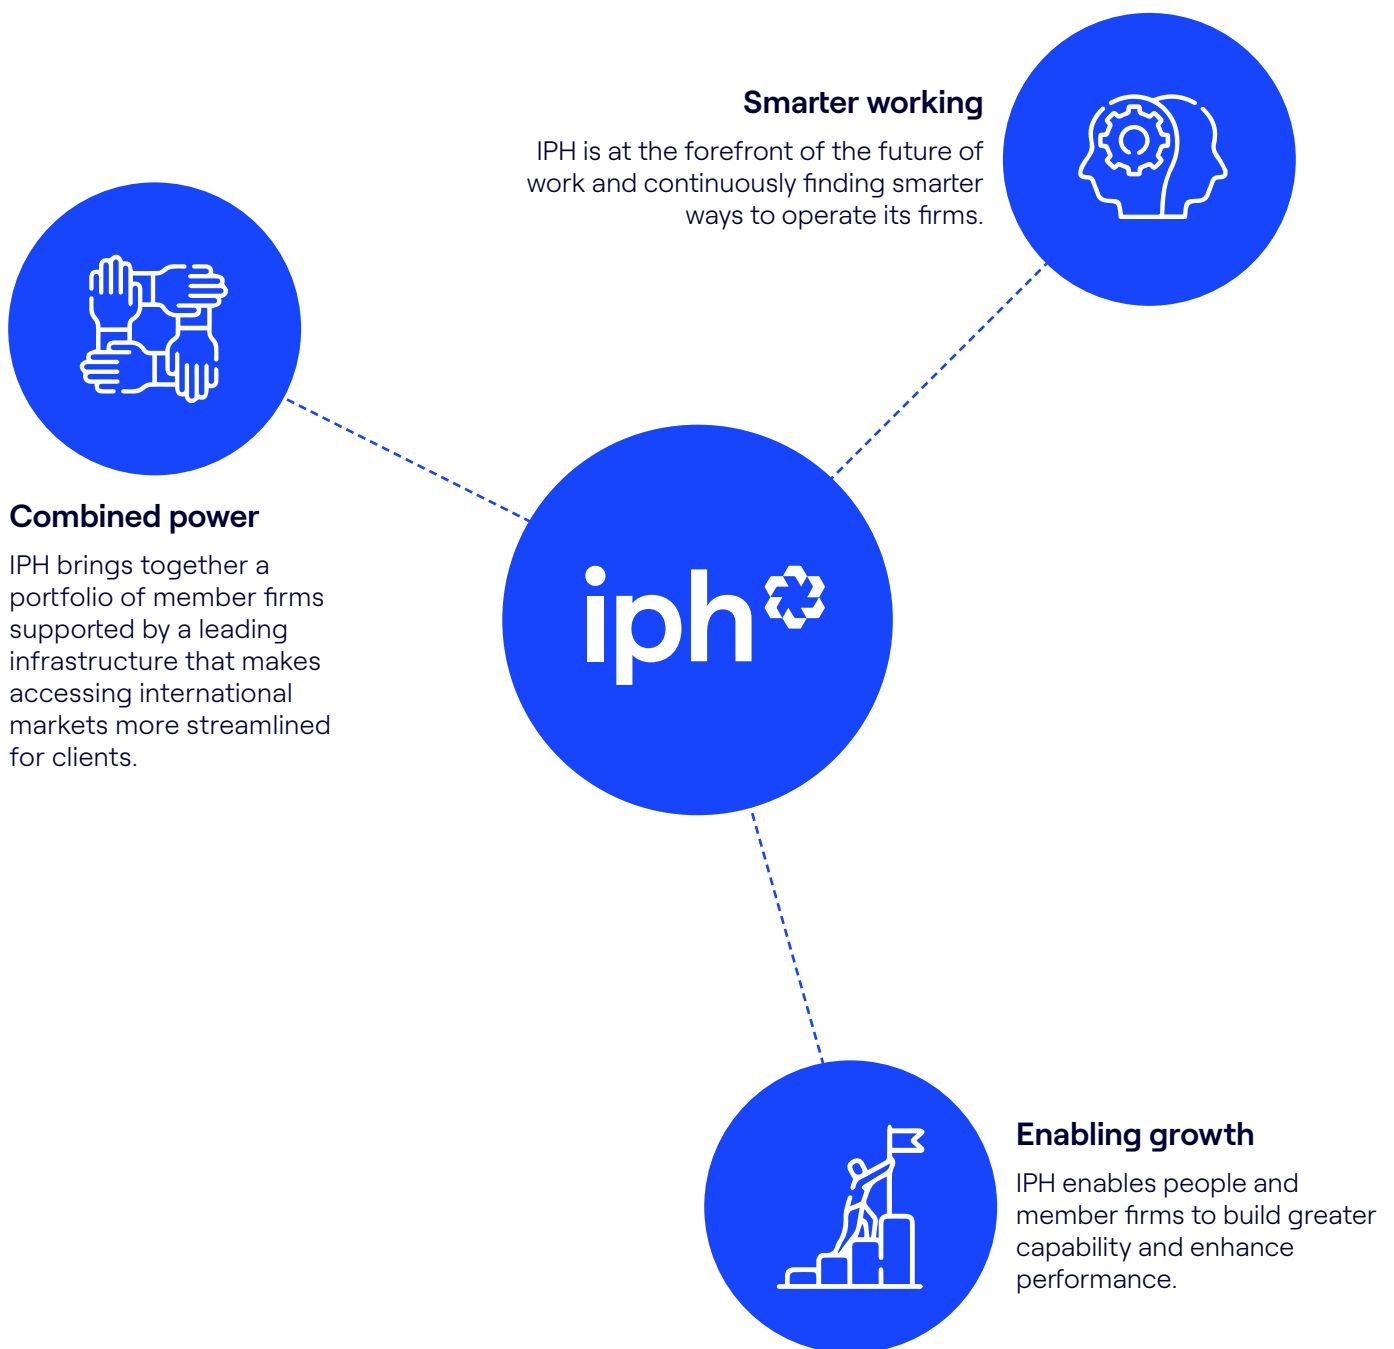 Smarter working
IPH is at the forefront of the future of
work and continuously finding smarter
ways to operate its firms.
Combined power
IPH brings together a
portfolio of member firms
supported by a leading
infrastructure that makes
accessing international
markets more streamlined
for clients.
iph
Enabling growth
IPH enables people and
member firms to build greater
capability and enhance
performance.